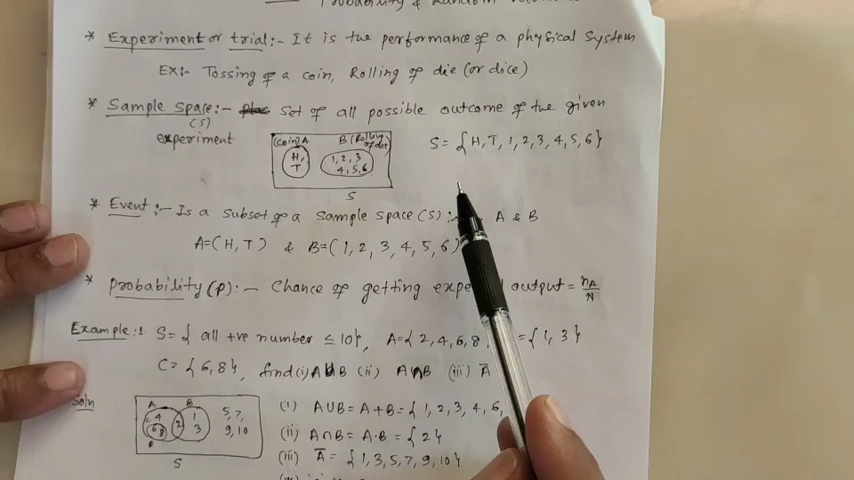 Probability & Random
* Experiment or trial:- It is the performance of a physical system
Ex:- Tossing of a coin, Rolling of die (or dice)
* Sample space:- Set of all possible outcome of the given
(S)
experiment
(coin) A
B (Rolling of die)
H, T
1, 2, 3
4, 5, 6
S
S = {H, T, 1, 2, 3, 4, 5, 6}
* Event:- Is a subset of a sample space (S):- A & B
A=(H, T) & B=(1, 2, 3, 4, 5, 6)
* Probability (P):- Chance of getting output = nA/N
Example:1 S = { all +ve number ≤ 10}, A={2, 4, 6, 8 = {1, 3}
C= {6, 8}, find (i) A∪B (ii) A∩B (iii) A̅
Soln
A
B
C 4
6 8
2
1
3
5, 7,
9, 10
S
(i) A∪B = A+B = {1, 2, 3, 4, 6,
(ii) A∩B = A·B = {2}
(iii) A̅ = {1, 3, 5, 7, 9, 10}